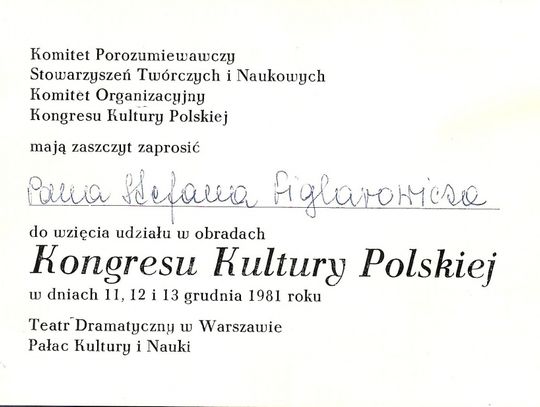 Komitet Porozumiewawczy
Stowarzyszeń Twórczych i Naukowych
Komitet Organizacyjny
Kongresu Kultury Polskiej
mają zaszczyt zaprosić
Pana Stefana Figlarowicza
do wzięcia udziału w obradach
Kongresu Kultury Polskiej
w dniach 11, 12 i 13 grudnia 1981 roku
Teatr Dramatyczny w Warszawie
Pałac Kultury i Nauki